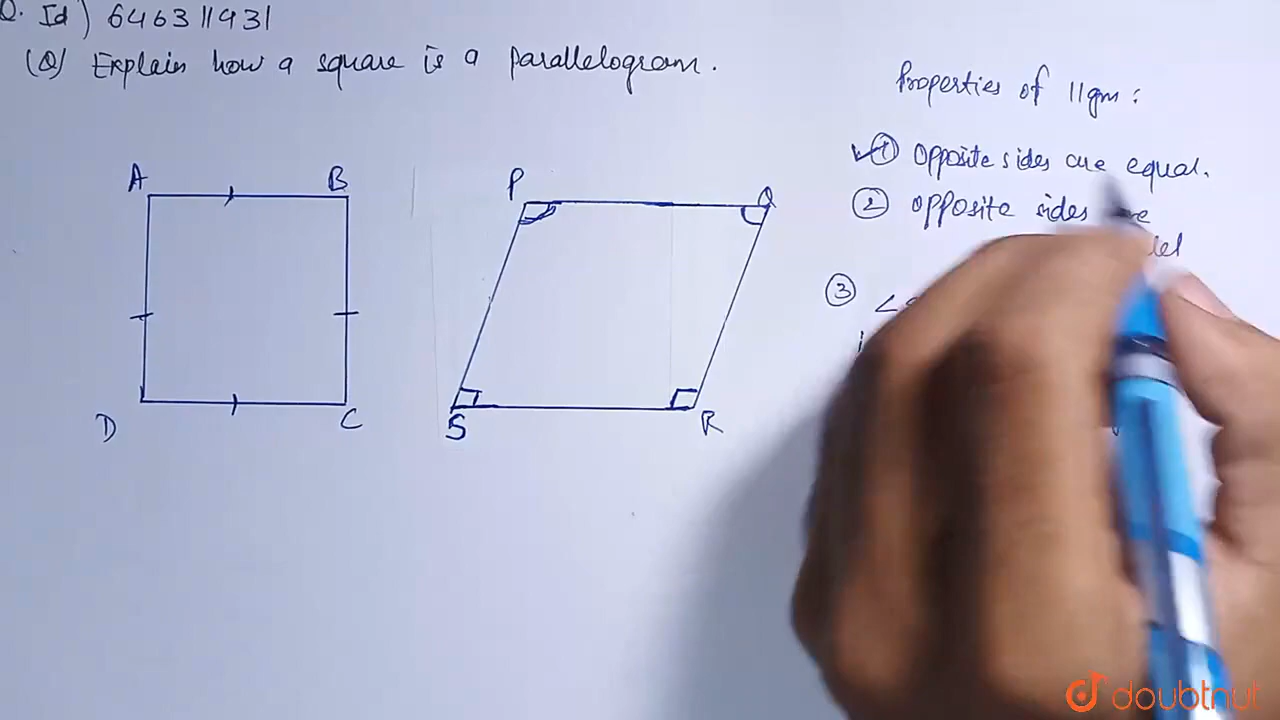 Q. Id) 646311931
(Q) Explain how a square is a parallelogram.
Properties of ||gm:
① Opposite sides are equal.
② Opposite sides
③ ∠
A B
D C
P Q
S R
doubtnut